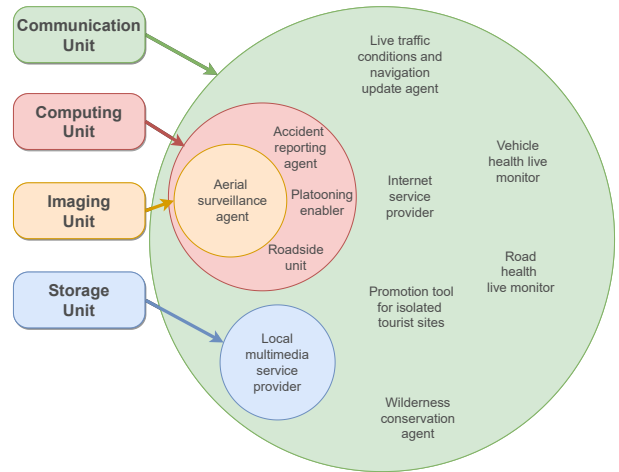 Communication
Unit
Computing
Unit
Imaging
Unit
Storage
Unit
Live traffic
conditions and
navigation
update agent
Accident
reporting
agent
Platooning
enabler
Aerial
surveillance
agent
Roadside
unit
Vehicle
health live
monitor
Internet
service
provider
Road
health
live monitor
Promotion tool
for isolated
tourist sites
Local
multimedia
service
provider
Wilderness
conservation
agent